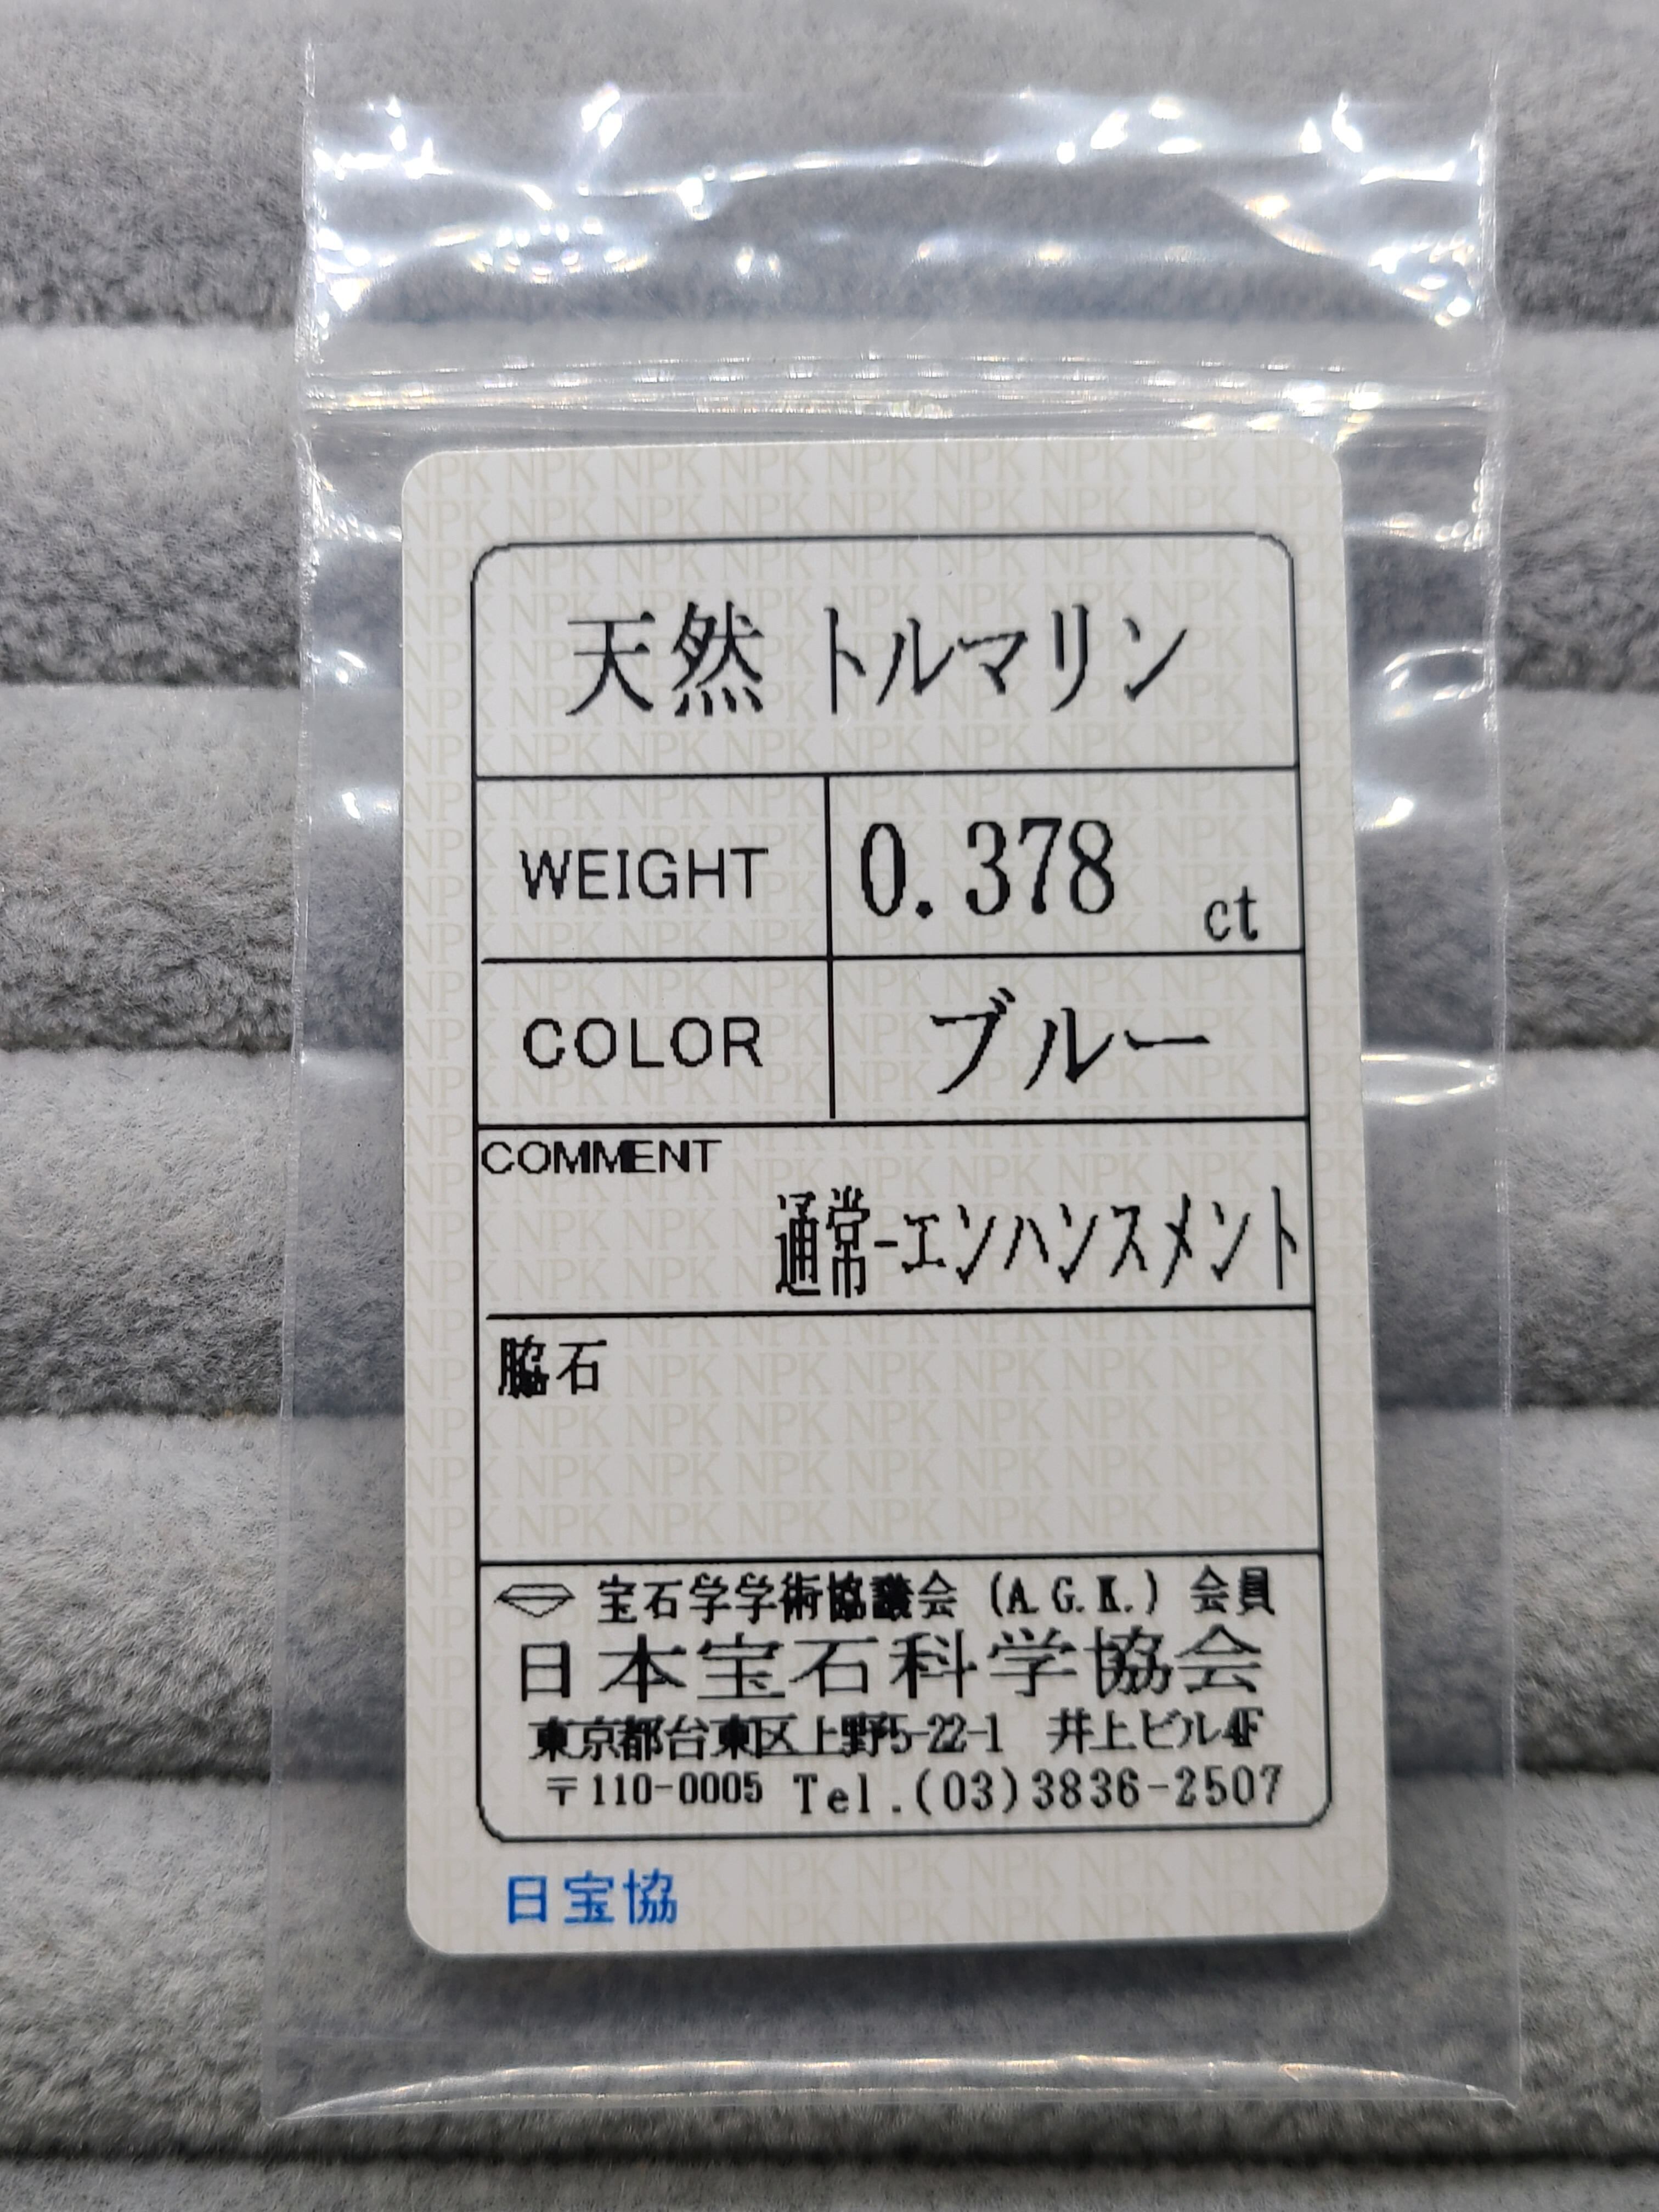 天然 トルマリン
WEIGHT 0.378 ct
COLOR ブルー
COMMENT
通常-エンハンスメント
脇石
宝石学学術協議会 (A.G.K.) 会員
日本宝石科学協会
東京都台東区上野5-22-1 井上ビル4F
〒110-0005 Tel.(03)3836-2507
日宝協